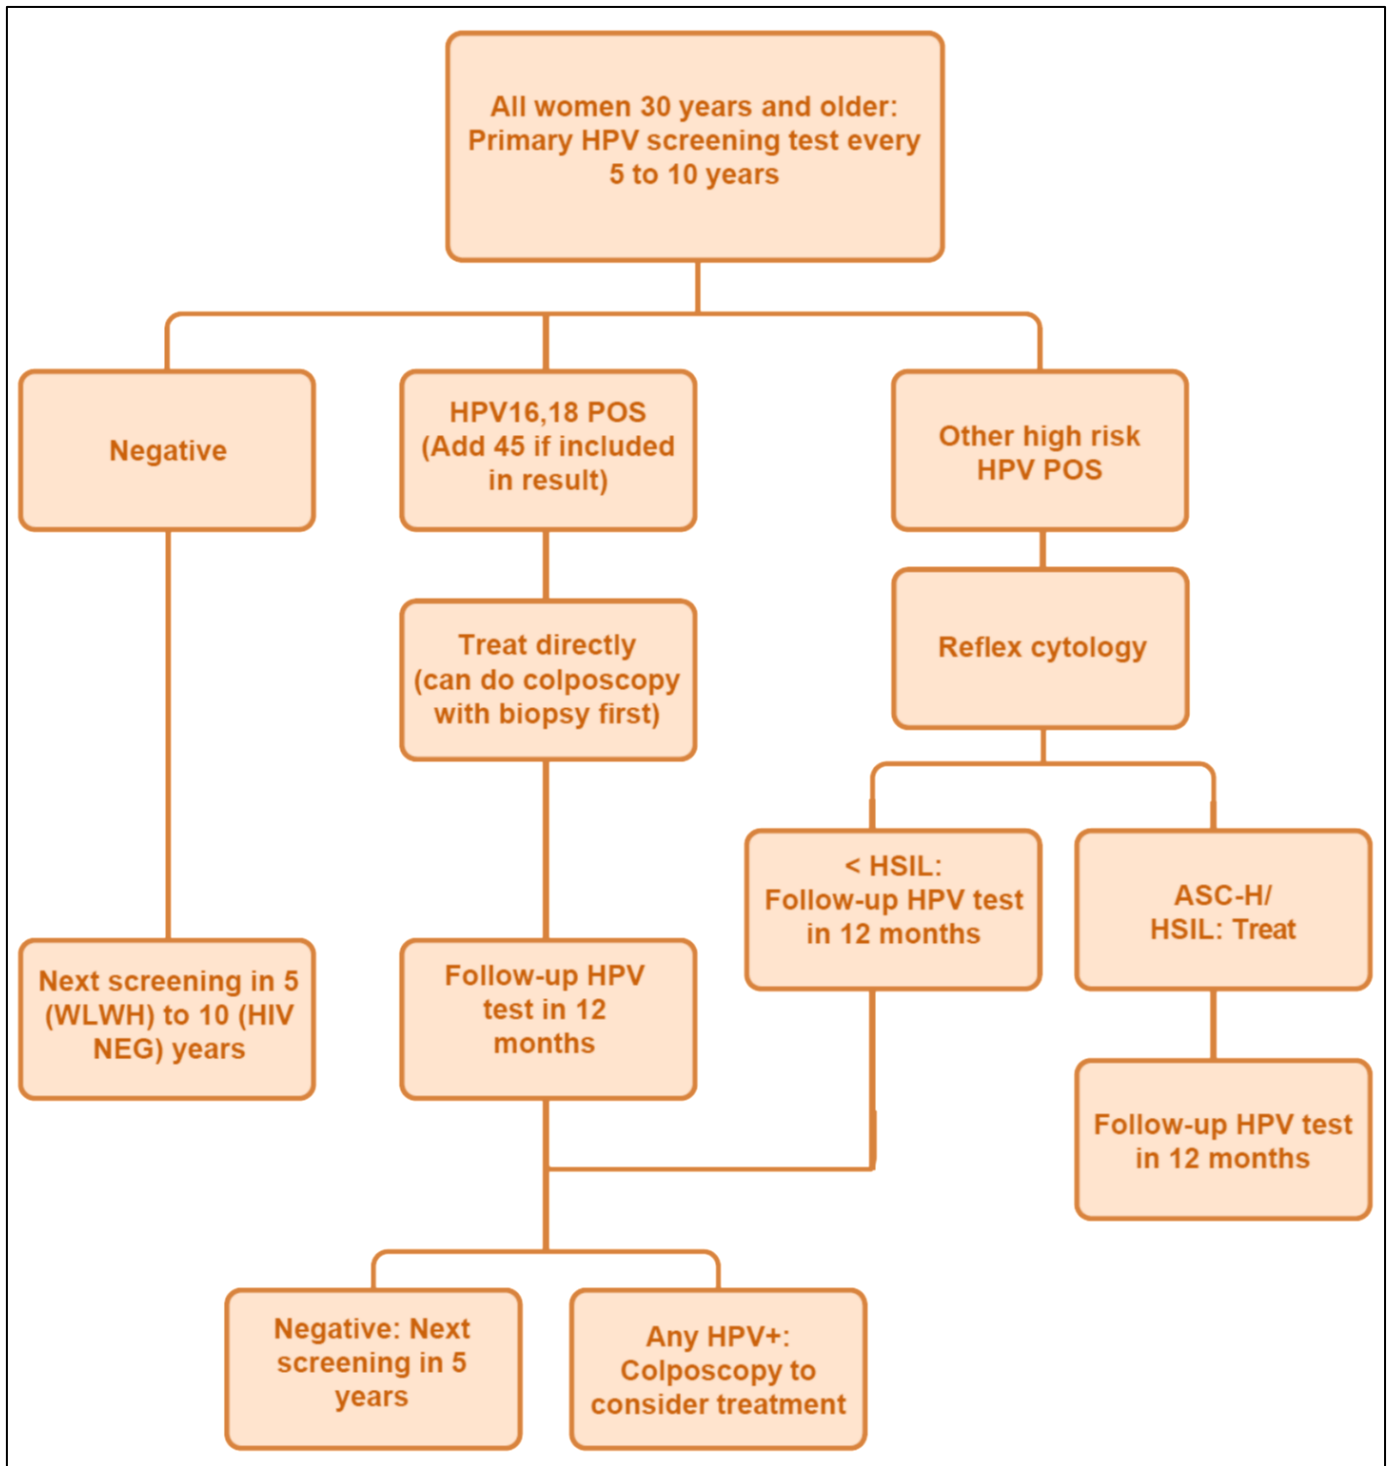 All women 30 years and older:
Primary HPV screening test every
5 to 10 years
Negative
HPV16,18 POS
(Add 45 if included
in result)
Other high risk
HPV POS
Treat directly
(can do colposcopy
with biopsy first)
Reflex cytology
< HSIL:
Follow-up HPV test
in 12 months
ASC-H/
HSIL: Treat
Next screening in 5
(WLWH) to 10 (HIV
NEG) years
Follow-up HPV
test in 12
months
Follow-up HPV test
in 12 months
Negative: Next
screening in 5
years
Any HPV+:
Colposcopy to
consider treatment